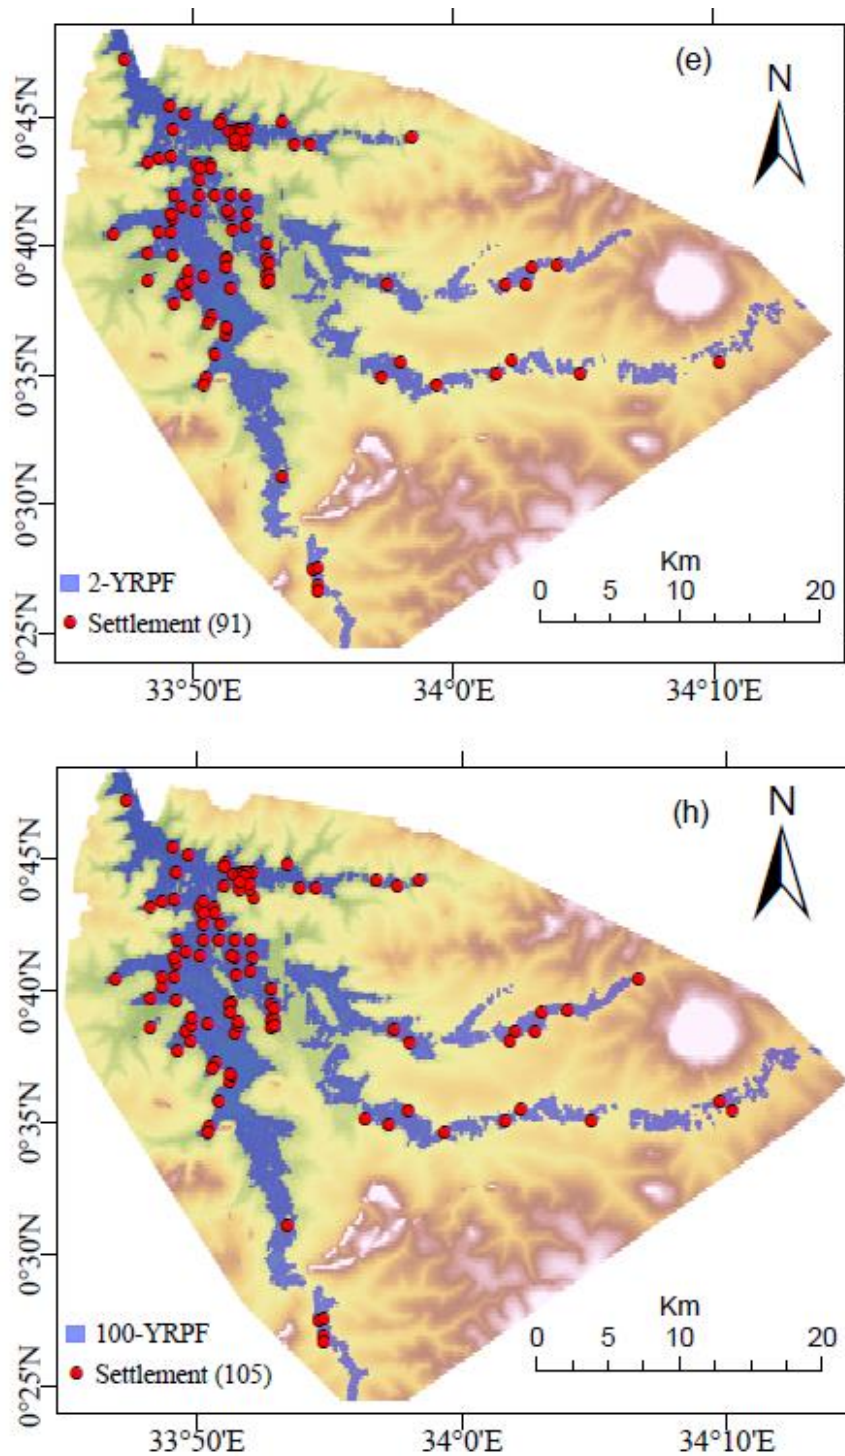 (e)
N
0°45'N
0°40'N
0°35'N
0°30'N
0°25'N
Km
0 5 10 20
2-YRPF
Settlement (91)
33°50'E 34°0'E 34°10'E
(h)
N
0°45'N
0°40'N
0°35'N
0°30'N
0°25'N
Km
0 5 10 20
100-YRPF
Settlement (105)
33°50'E 34°0'E 34°10'E